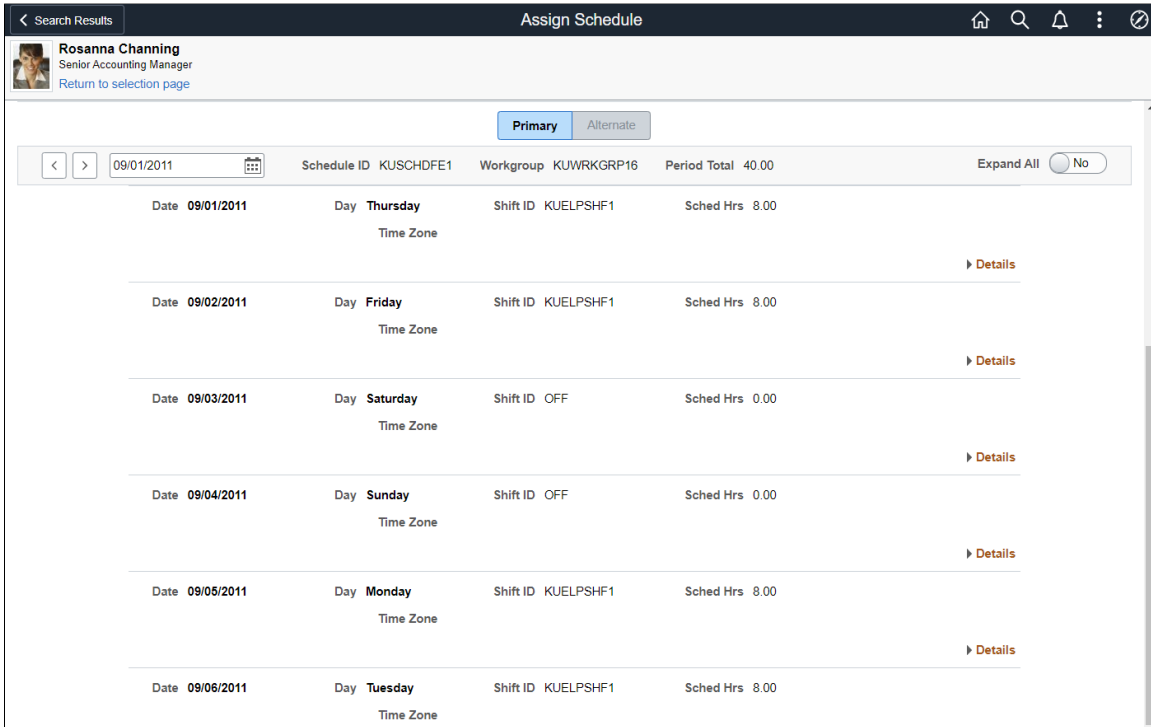 Search Results Assign Schedule
Rosanna Channing
Senior Accounting Manager
Return to selection page
Primary Alternate
09/01/2011 Schedule ID KUSCHDFE1 Workgroup KUWRKGRP16 Period Total 40.00 Expand All No
Date 09/01/2011 Day Thursday Shift ID KUELPSHF1 Sched Hrs 8.00
Time Zone
Details
Date 09/02/2011 Day Friday Shift ID KUELPSHF1 Sched Hrs 8.00
Time Zone
Details
Date 09/03/2011 Day Saturday Shift ID OFF Sched Hrs 0.00
Time Zone
Details
Date 09/04/2011 Day Sunday Shift ID OFF Sched Hrs 0.00
Time Zone
Details
Date 09/05/2011 Day Monday Shift ID KUELPSHF1 Sched Hrs 8.00
Time Zone
Details
Date 09/06/2011 Day Tuesday Shift ID KUELPSHF1 Sched Hrs 8.00
Time Zone